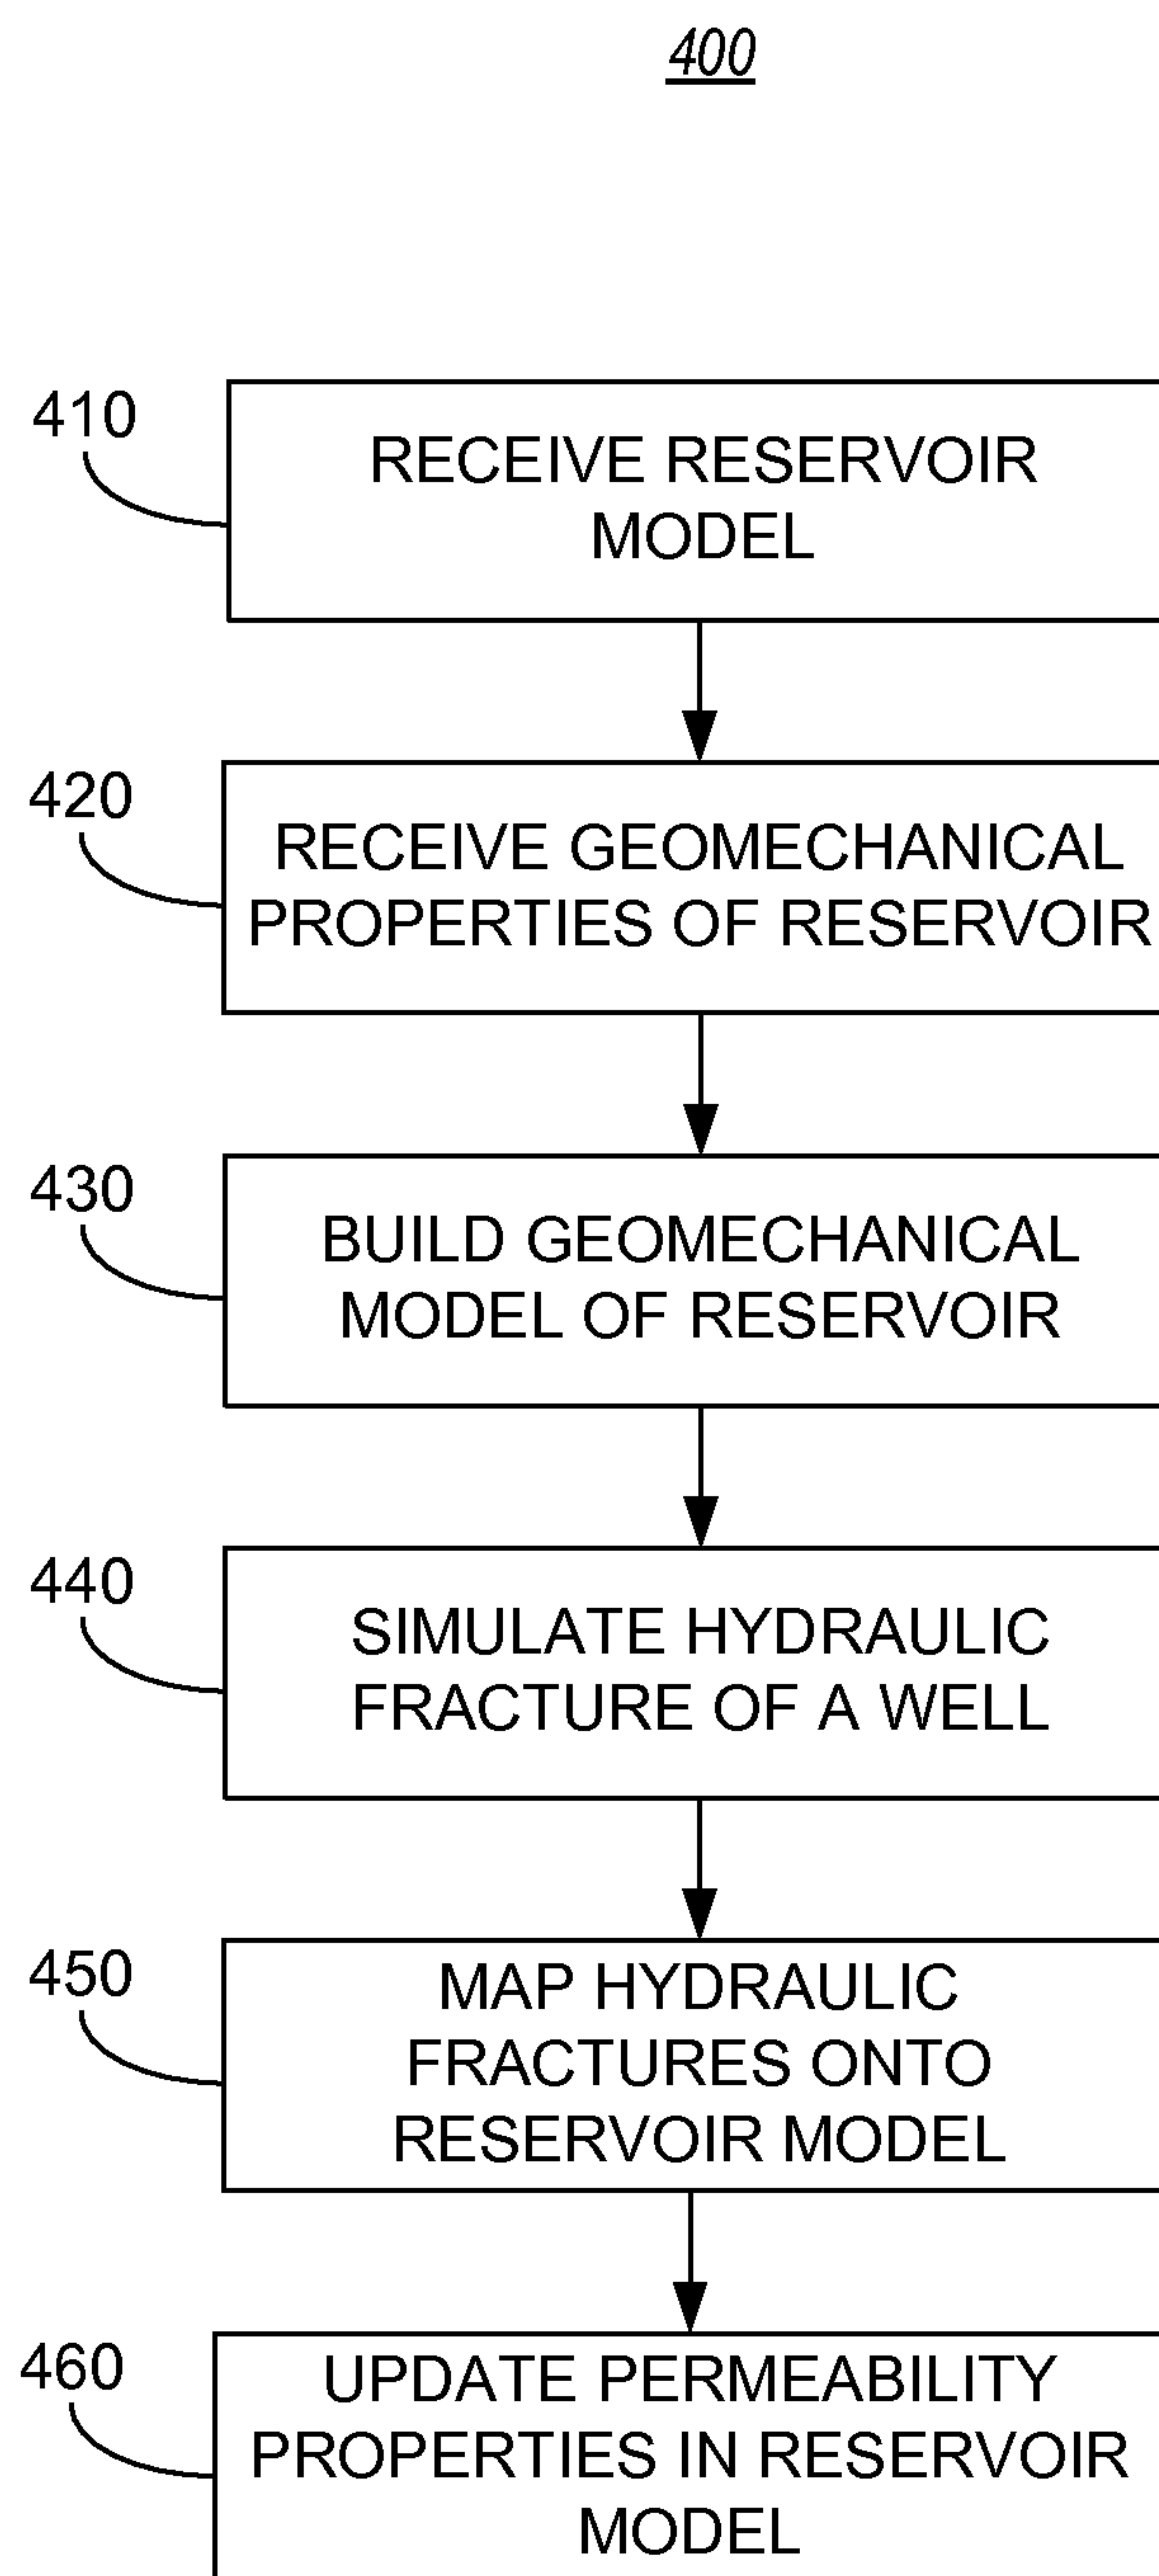 400
410
RECEIVE RESERVOIR
MODEL
420
RECEIVE GEOMECHANICAL
PROPERTIES OF RESERVOIR
430
BUILD GEOMECHANICAL
MODEL OF RESERVOIR
440
SIMULATE HYDRAULIC
FRACTURE OF A WELL
450
MAP HYDRAULIC
FRACTURES ONTO
RESERVOIR MODEL
460
UPDATE PERMEABILITY
PROPERTIES IN RESERVOIR
MODEL